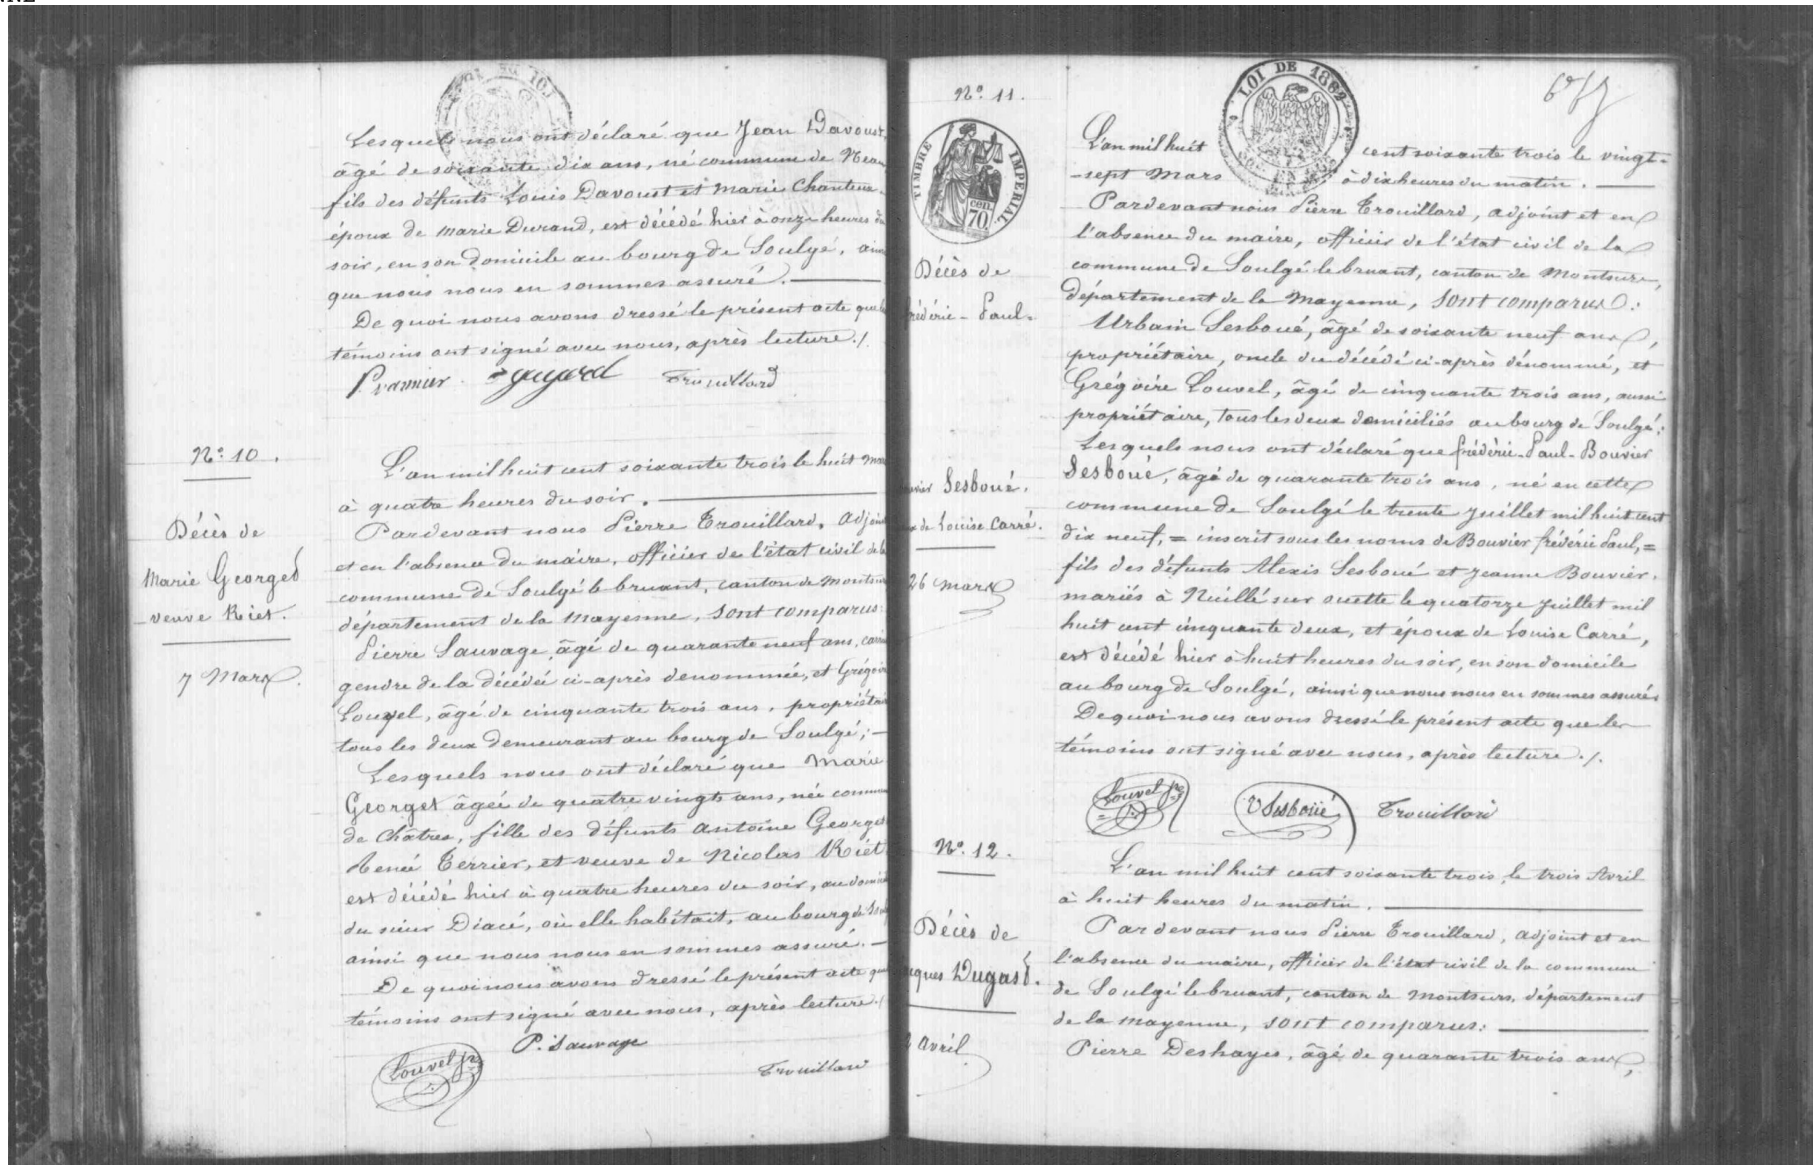 Lesquels nous ont déclaré que Jean Davoust,
âgé de soixante dix ans, né commune de Neau
fils des défunts Louis Davoust et Marie Chanteux
époux de Marie Durand, est décédé hier à onze heures du
soir, en son domicile au bourg de Soulgé, ainsi
que nous nous en sommes assuré.
De quoi nous avons dressé le présent acte que les
témoins ont signé avec nous, après lecture ./.
Trouillard
N° 10.
Décès de
Marie Georget
veuve Riet.
7 Mars.
L'an mil huit cent soixante trois le huit mars
à quatre heures du soir.
Pardevant nous Pierre Trouillard, adjoint
et en l'absence du maire, officier de l'état civil de la
commune de Soulgé le bruant, canton de Montsurs
département de la Mayenne, sont comparus:
Pierre Sauvage, âgé de quarante neuf ans,
gendre de la décédée ci-après dénommée, et Grégoire
Louvel, âgé de cinquante trois ans, propriétaire
tous les deux demeurant au bourg de Soulgé;
Lesquels nous ont déclaré que Marie
Georget âgée de quatre vingts ans, née commune
de Châtres, fille des défunts Antoine Georget
Renée Terrier, et veuve de Nicolas Riet
est décédé hier à quatre heures du soir, au domicile
du sieur Diacé, où elle habitait, au bourg de Soulgé
ainsi que nous nous en sommes assuré.
De quoi nous avons dressé le présent acte que
témoins ont signé avec nous, après lecture ./.
Louvel P. Sauvage
Trouillard
N° 11.
TIMBRE IMPERIAL
70 cen
LOI DE 1862
Décès de
frédéric-Paul-
Bouvier Sesboué.
époux de Louise Carré.
26 mars
L'an mil huit cent soixante trois le vingt-
-sept Mars à dix heures du matin.
Pardevant nous Pierre Trouillard, adjoint et en
l'absence du maire, officier de l'état civil de la
commune de Soulgé le bruant, canton de Montsurs,
département de la Mayenne, sont comparus:
Urbain Sesboué, âgé de soixante neuf ans,
propriétaire, oncle du décédé ci-après dénommé, et
Grégoire Louvel, âgé de cinquante trois ans, aussi
propriétaire, tous les deux domiciliés au bourg de Soulgé:
Lesquels nous ont déclaré que frédéric-Paul-Bouvier
Sesboué, âgé de quarante trois ans, né en cette
commune de Soulgé le trente juillet mil huit cent
dix neuf, = inscrit sous les noms de Bouvier fréderic Paul, =
fils des défunts Alexis Sesboué et Jeanne Bouvier,
mariés à Nuillé sur ouette le quatorze juillet mil
huit cent cinquante deux, et époux de Louise Carré,
est décédé hier à huit heures du soir, en son domicile
au bourg de Soulgé, ainsi que nous nous en sommes assurés
De quoi nous avons dressé le présent acte que les
témoins ont signé avec nous, après lecture ./.
Louvel V Sesboüé Trouillard
N° 12.
Décès de
Jacques Dugast.
2 avril
L'an mil huit cent soixante trois, le trois Avril
à huit heures du matin.
Pardevant nous Pierre Trouillard, adjoint et en
l'absence du maire, officier de l'état civil de la commune
de Soulgé le bruant, canton de Montsurs, département
de la Mayenne, sont comparus:
Pierre Deshayes, âgé de quarante trois ans,